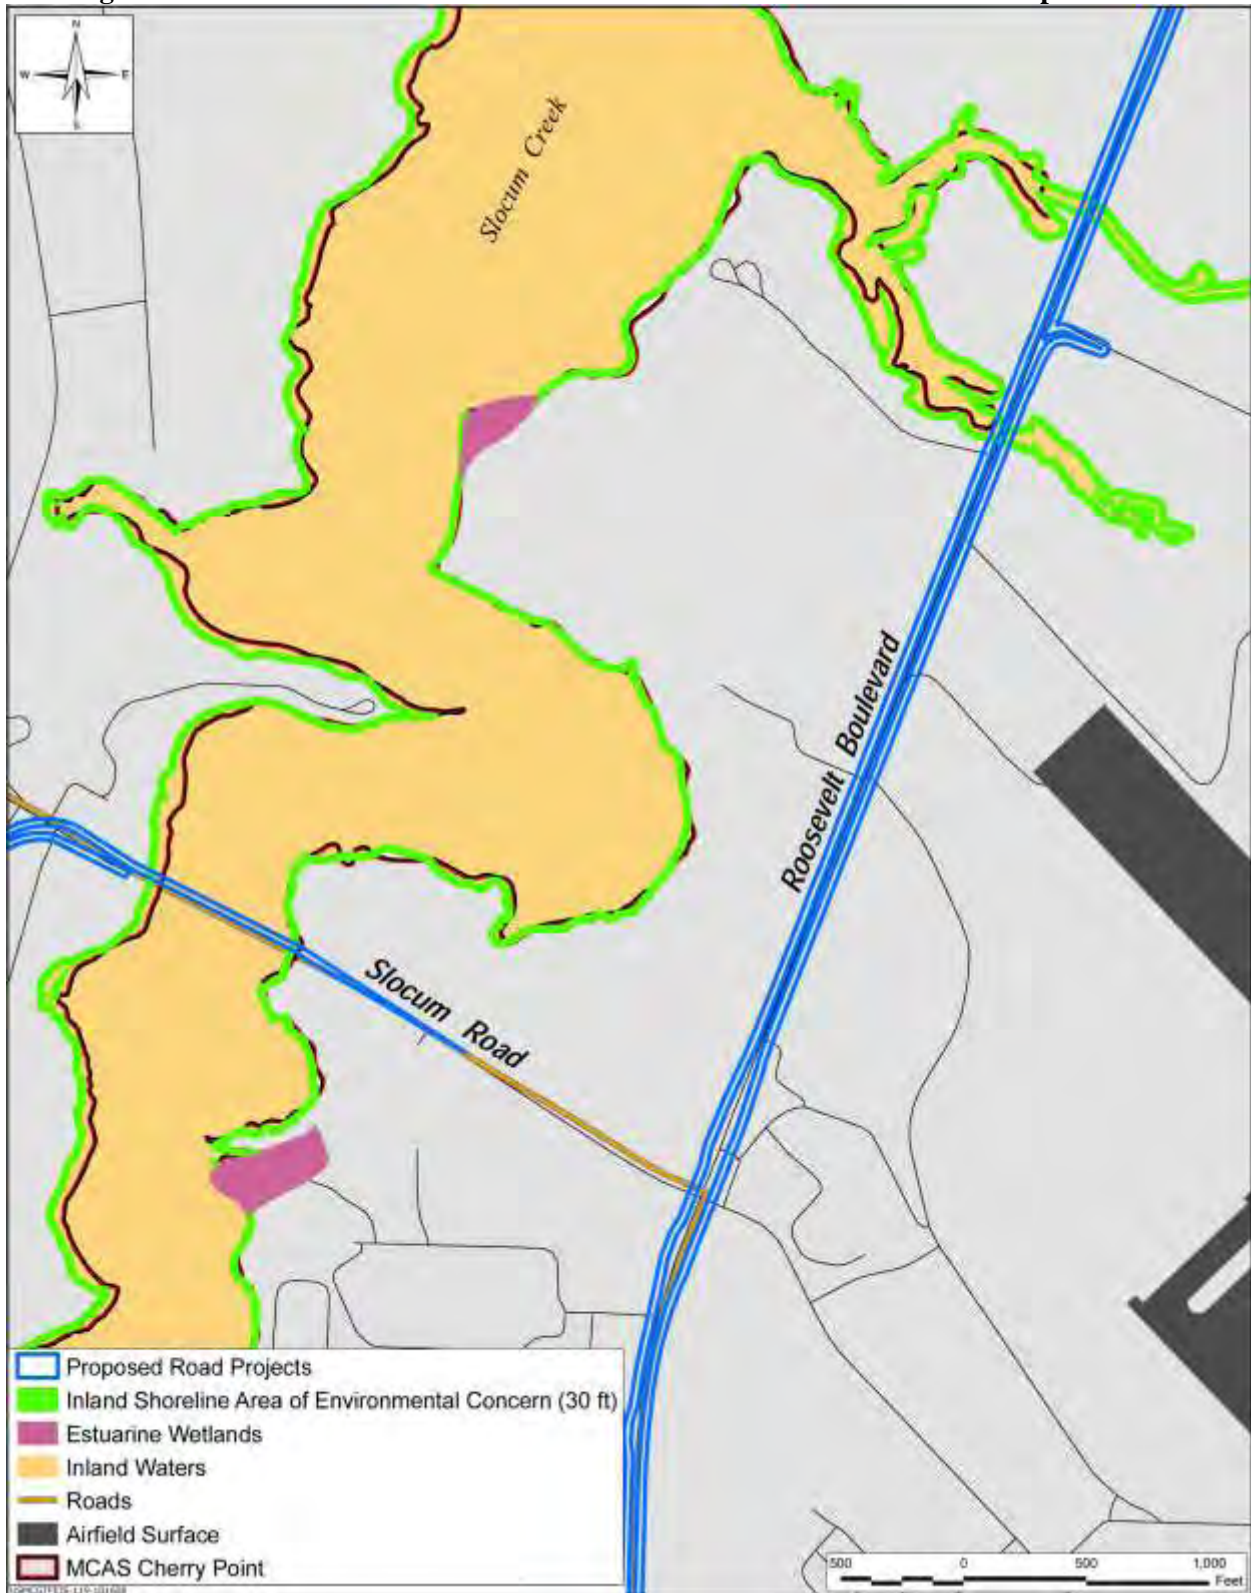 N
W E
S
Slocum Creek
Roosevelt Boulevard
Slocum Road
Proposed Road Projects
Inland Shoreline Area of Environmental Concern (30 ft)
Estuarine Wetlands
Inland Waters
Roads
Airfield Surface
MCAS Cherry Point
500 0 500 1,000
Feet